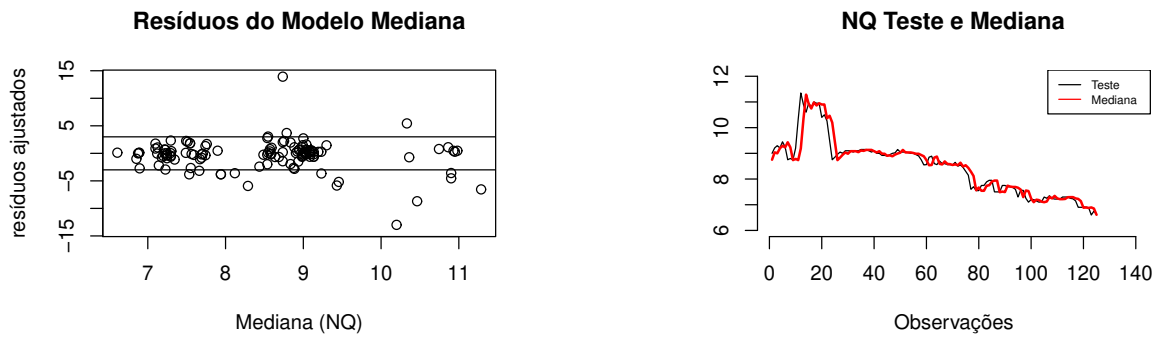 Resíduos do Modelo Mediana
resíduos ajustados
15
5
−5
−15
7 8 9 10 11
Mediana (NQ)
NQ Teste e Mediana
12
10
8
6
Teste
Mediana
0 20 40 60 80 100 120 140
Observações